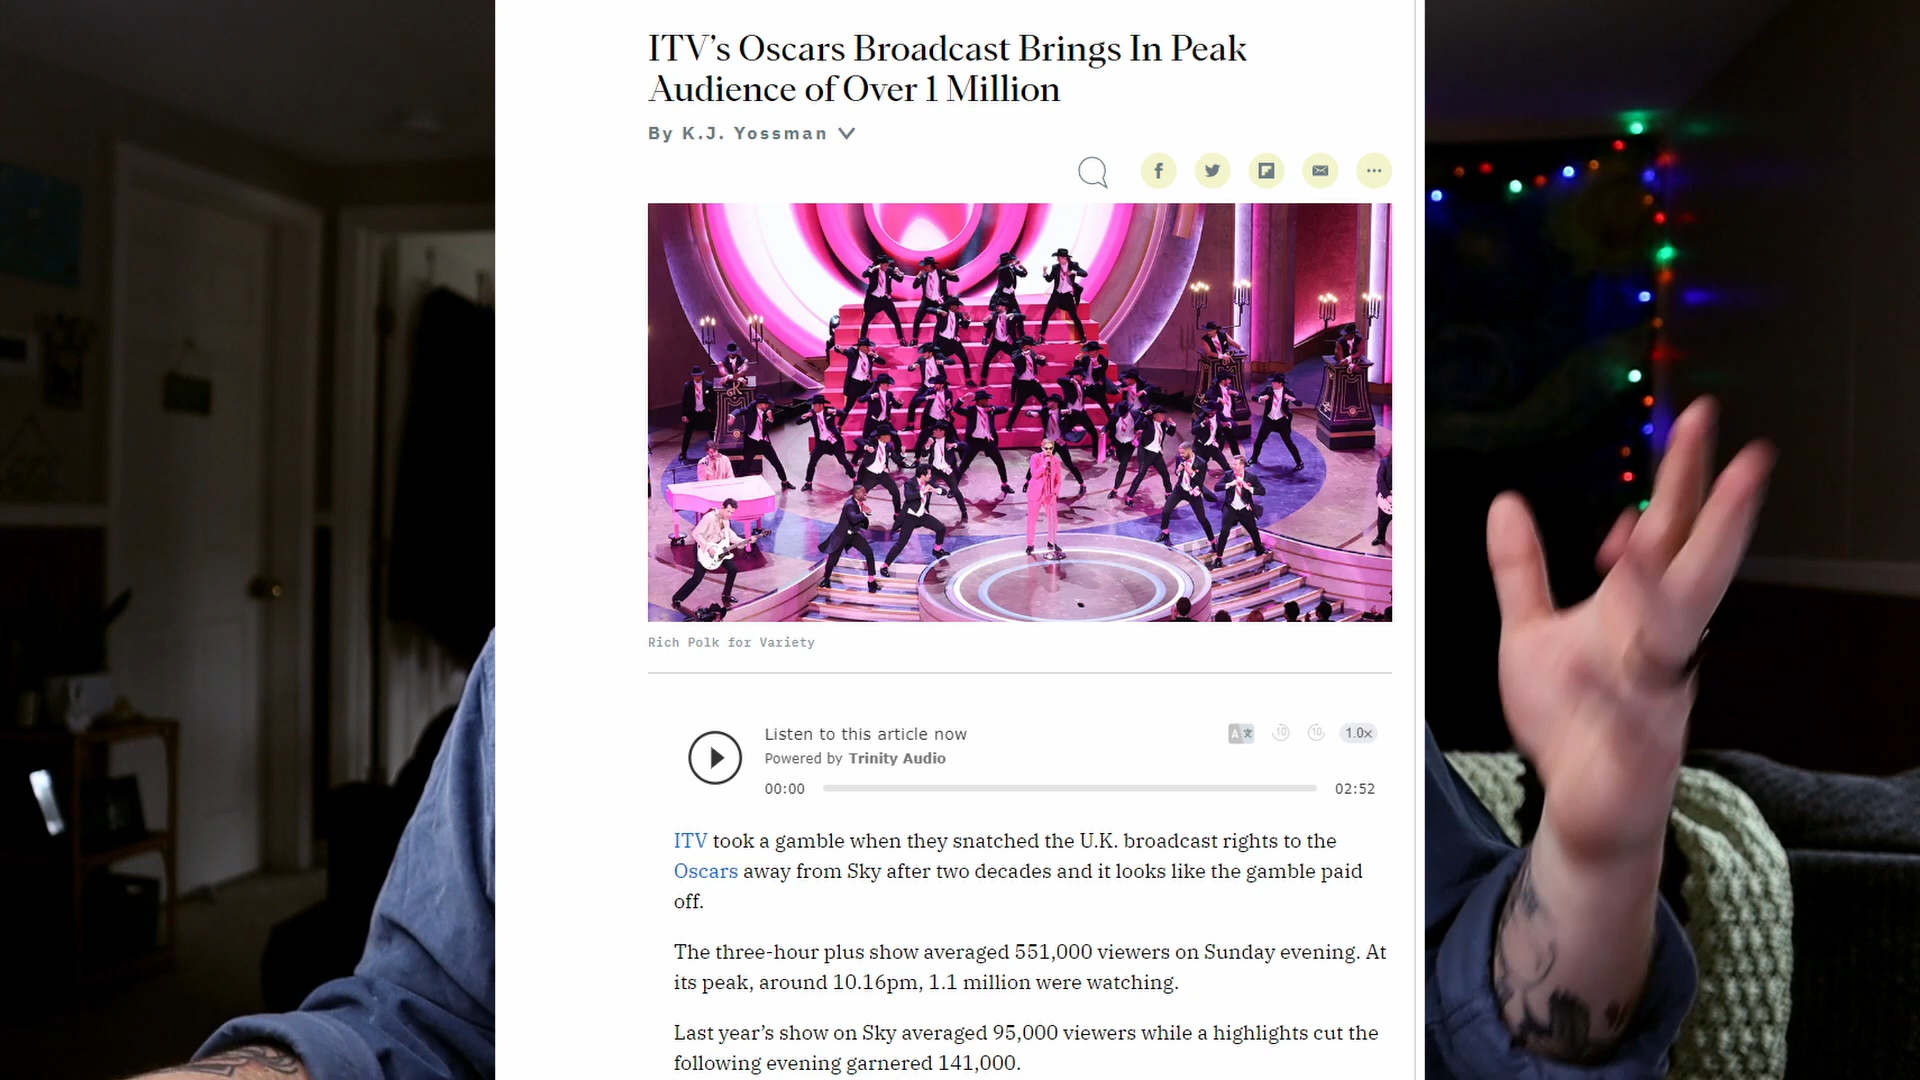 ITV’s Oscars Broadcast Brings In Peak
Audience of Over 1 Million
By K.J. Yossman
Rich Polk for Variety
Listen to this article now
Powered by Trinity Audio
A
10
10
1.0x
00:00
02:52
ITV took a gamble when they snatched the U.K. broadcast rights to the
Oscars away from Sky after two decades and it looks like the gamble paid
off.
The three-hour plus show averaged 551,000 viewers on Sunday evening. At
its peak, around 10.16pm, 1.1 million were watching.
Last year’s show on Sky averaged 95,000 viewers while a highlights cut the
following evening garnered 141,000.